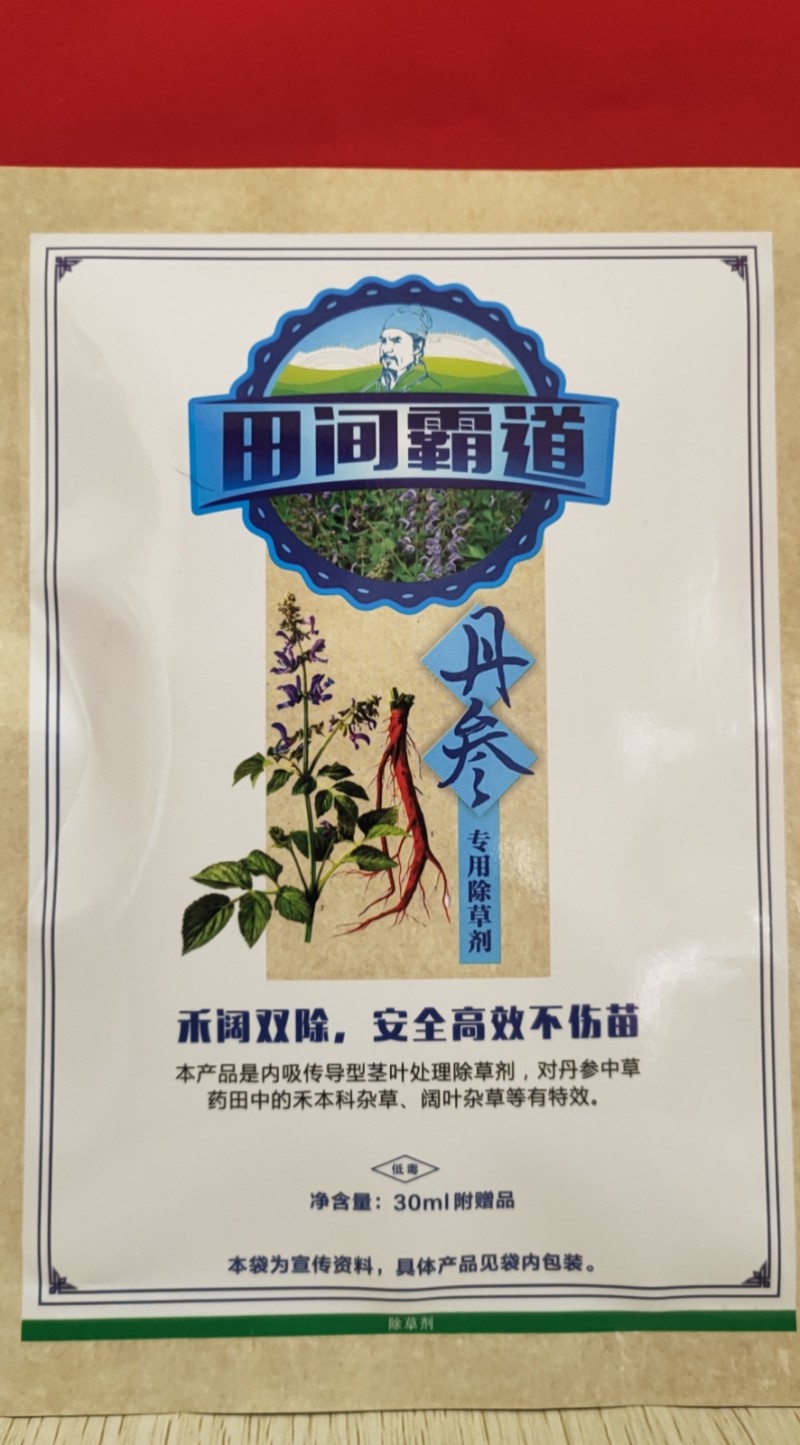 田间霸道
丹参
专用除草剂
禾阔双除，安全高效不伤苗
本产品是内吸传导型茎叶处理除草剂，对丹参中草
药田中的禾本科杂草、阔叶杂草等有特效。
低毒
净含量：30ml附赠品
本袋为宣传资料，具体产品见袋内包装。
除草剂